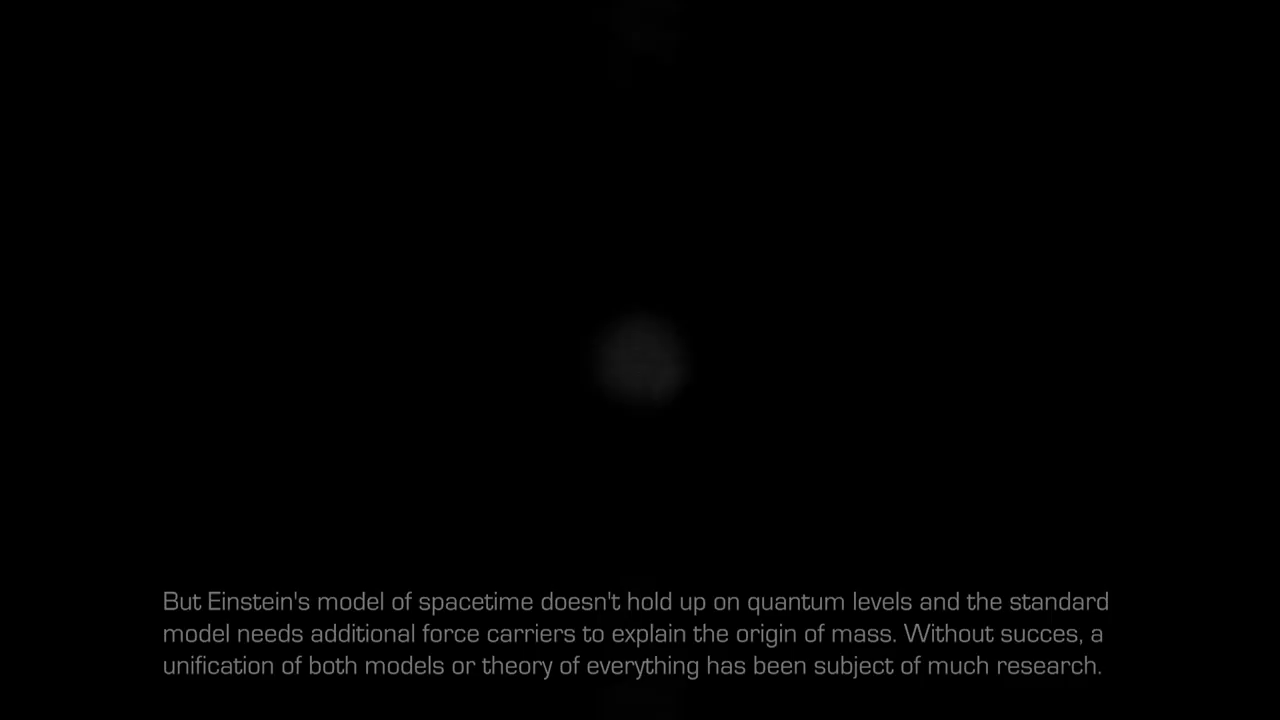 But Einstein's model of spacetime doesn't hold up on quantum levels and the standard
model needs additional force carriers to explain the origin of mass. Without succes, a
unification of both models or theory of everything has been subject of much research.